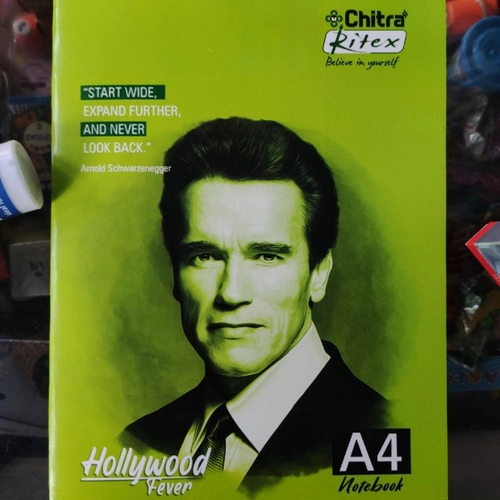 Chitra
Ritex
Believe in yourself
"START WIDE,
EXPAND FURTHER,
AND NEVER
LOOK BACK."
Arnold Schwarzenegger
Hollywood
Fever
A4
Notebook